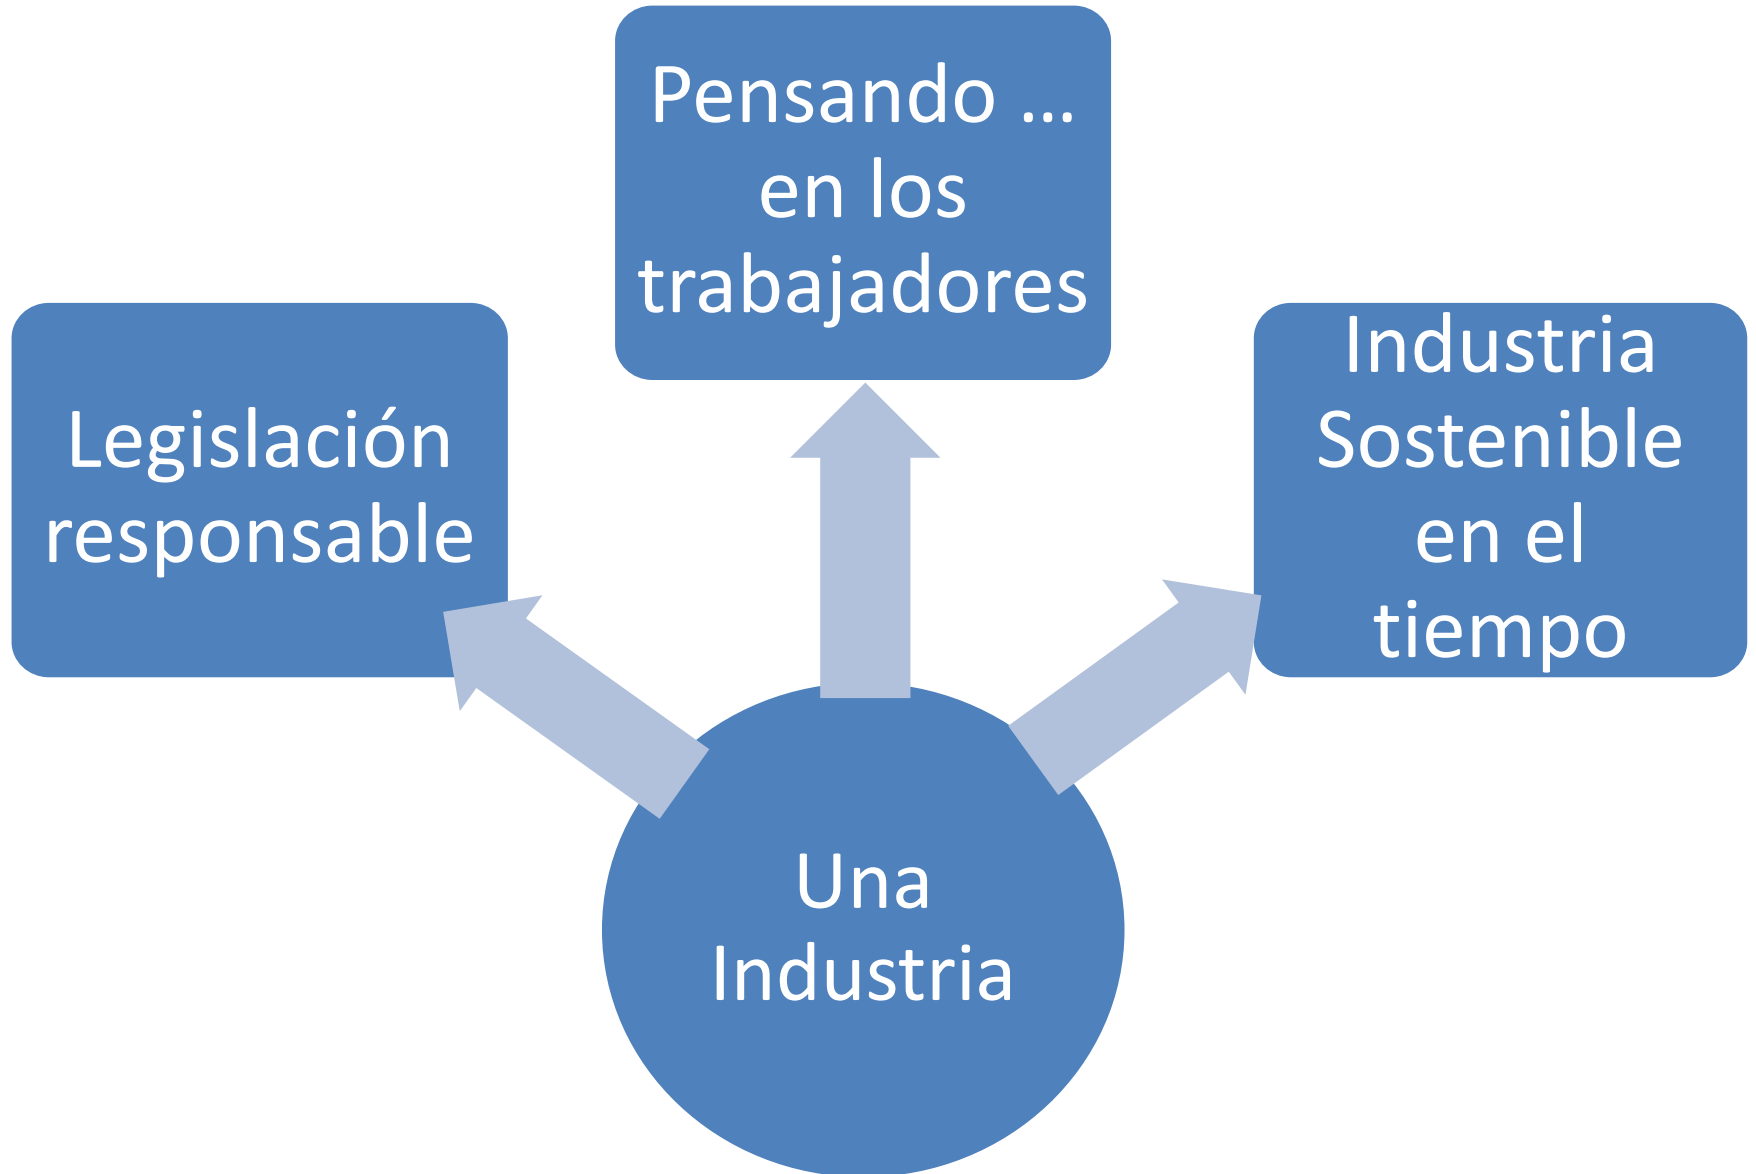 Pensando ...
en los
trabajadores
Legislación
responsable
Industria
Sostenible
en el
tiempo
Una
Industria